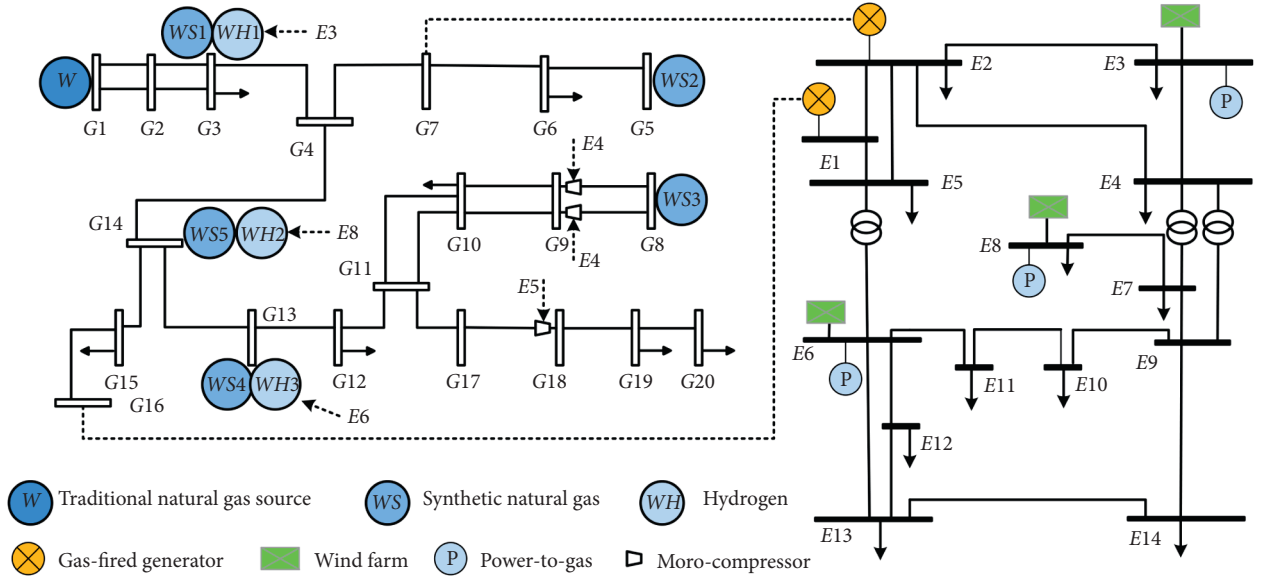 WS1 WH1 E3
W
G1 G2 G3
G4
G7 G6 G5 WS2
E4
G10 G9 G8 WS3
E4
G14 WS5 WH2 E8
G11
E5
G13
G15 G16 WS4 WH3 G12 G17 G18 G19 G20
E6
E2 E3 P
E1
E5 E4
E8 P
E7
E6 P
E11 E10 E9
E12
E13 E14
W Traditional natural gas source WS Synthetic natural gas WH Hydrogen
Gas-fired generator Wind farm P Power-to-gas Moro-compressor